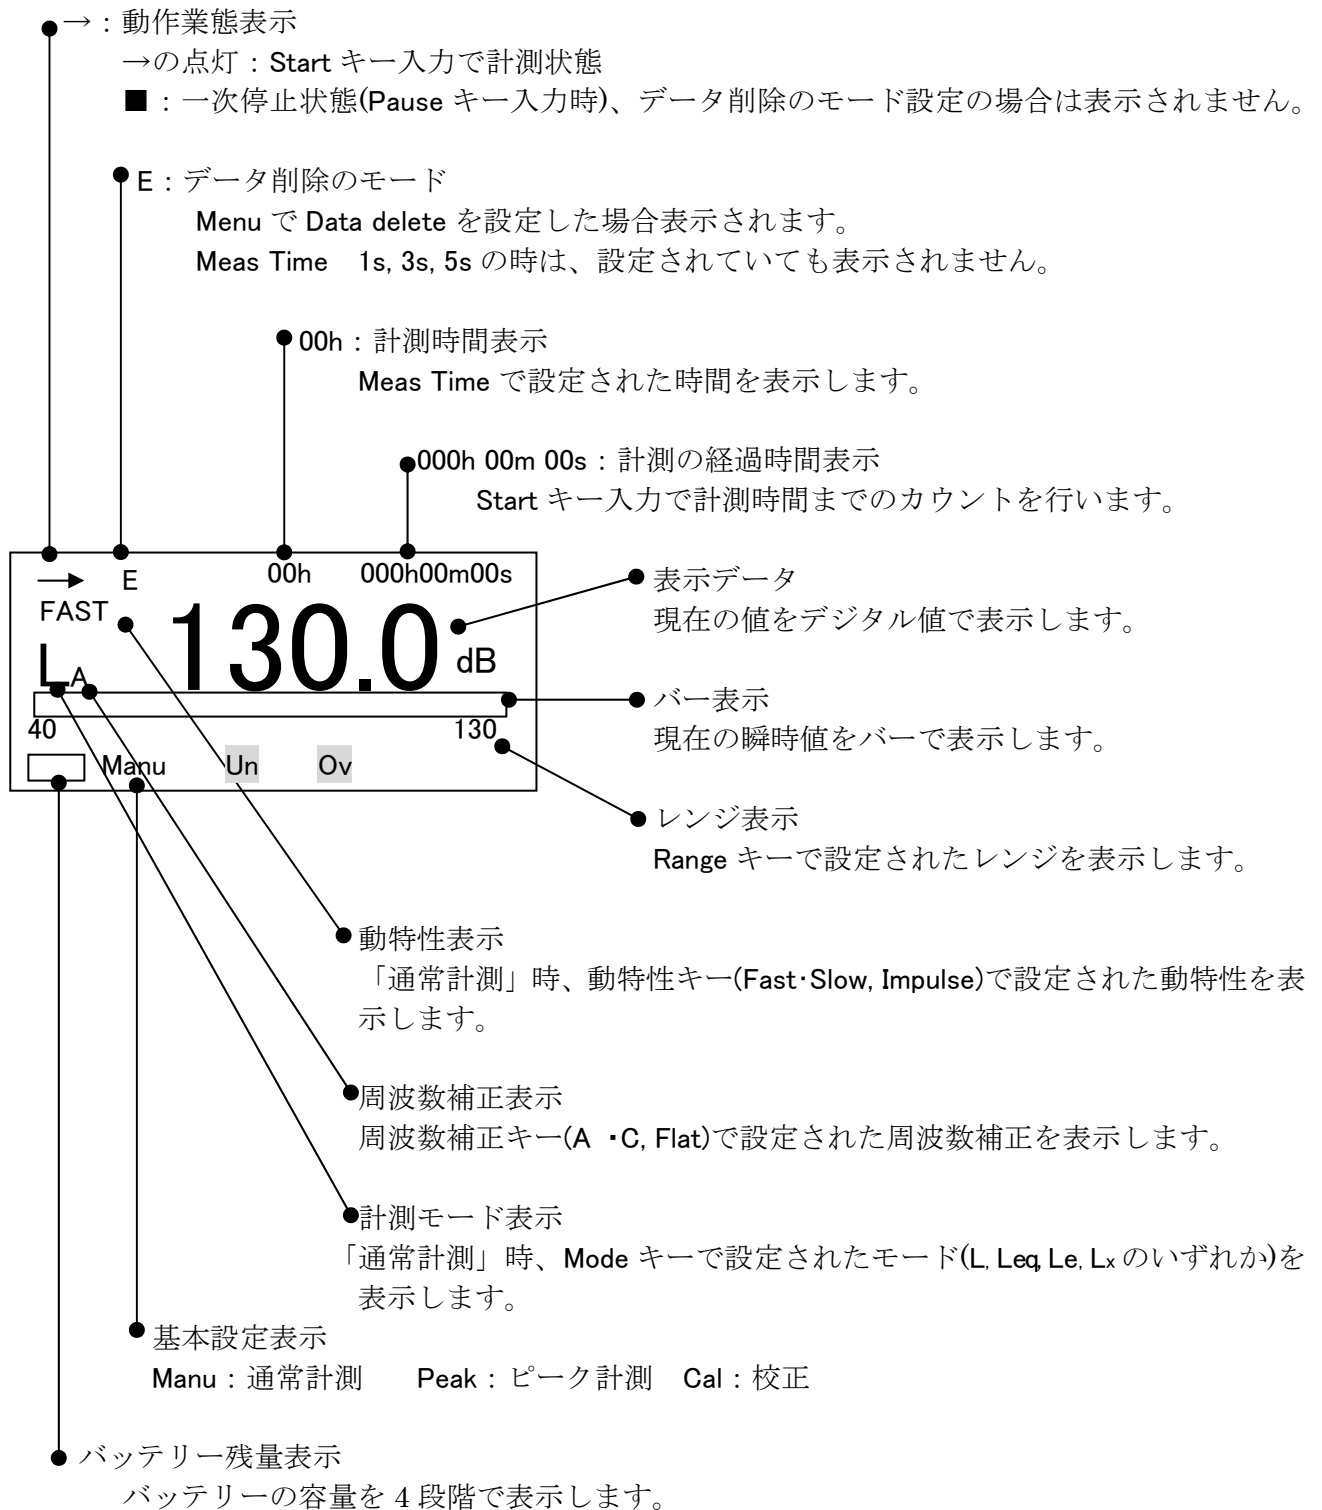 →：動作業態表示
→の点灯：Start キー入力で計測状態
■：一次停止状態(Pause キー入力時)、データ削除のモード設定の場合は表示されません。
E：データ削除のモード
Menu で Data delete を設定した場合表示されます。
Meas Time　1s, 3s, 5s の時は、設定されていても表示されません。
00h：計測時間表示
Meas Time で設定された時間を表示します。
000h 00m 00s：計測の経過時間表示
Start キー入力で計測時間までのカウントを行います。
→ E 00h 000h00m00s
FAST
LA 130.0 dB
40 130
Manu Un Ov
表示データ
現在の値をデジタル値で表示します。
バー表示
現在の瞬時値をバーで表示します。
レンジ表示
Range キーで設定されたレンジを表示します。
動特性表示
「通常計測」時、動特性キー(Fast･Slow, Impulse)で設定された動特性を表
示します。
周波数補正表示
周波数補正キー(A ・C, Flat)で設定された周波数補正を表示します。
計測モード表示
「通常計測」時、Mode キーで設定されたモード(L, Leq, Le, Lx のいずれか)を
表示します。
基本設定表示
Manu：通常計測　Peak：ピーク計測　Cal：校正
バッテリー残量表示
バッテリーの容量を 4 段階で表示します。